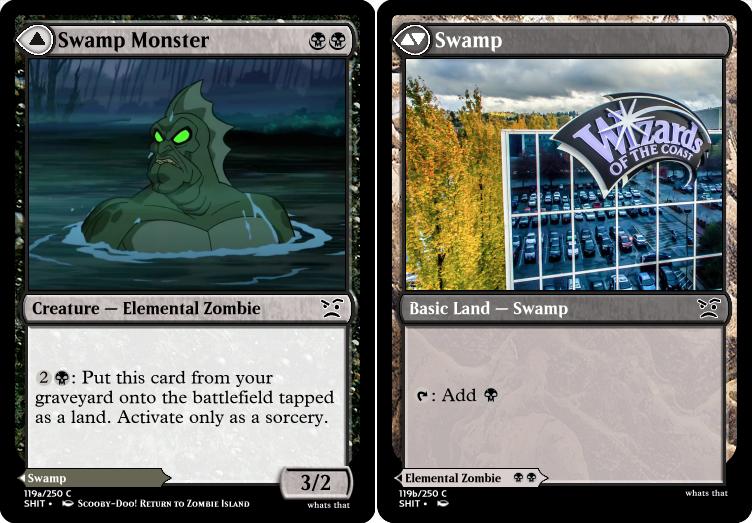 Swamp Monster
Creature — Elemental Zombie
2 : Put this card from your
graveyard onto the battlefield tapped
as a land. Activate only as a sorcery.
Swamp
3/2
119a/250 C
SHIT • Scooby-Doo! Return to Zombie Island
whats that
Swamp
Wizards
OF THE COAST
Basic Land — Swamp
: Add
Elemental Zombie
119b/250 C
SHIT •
whats that